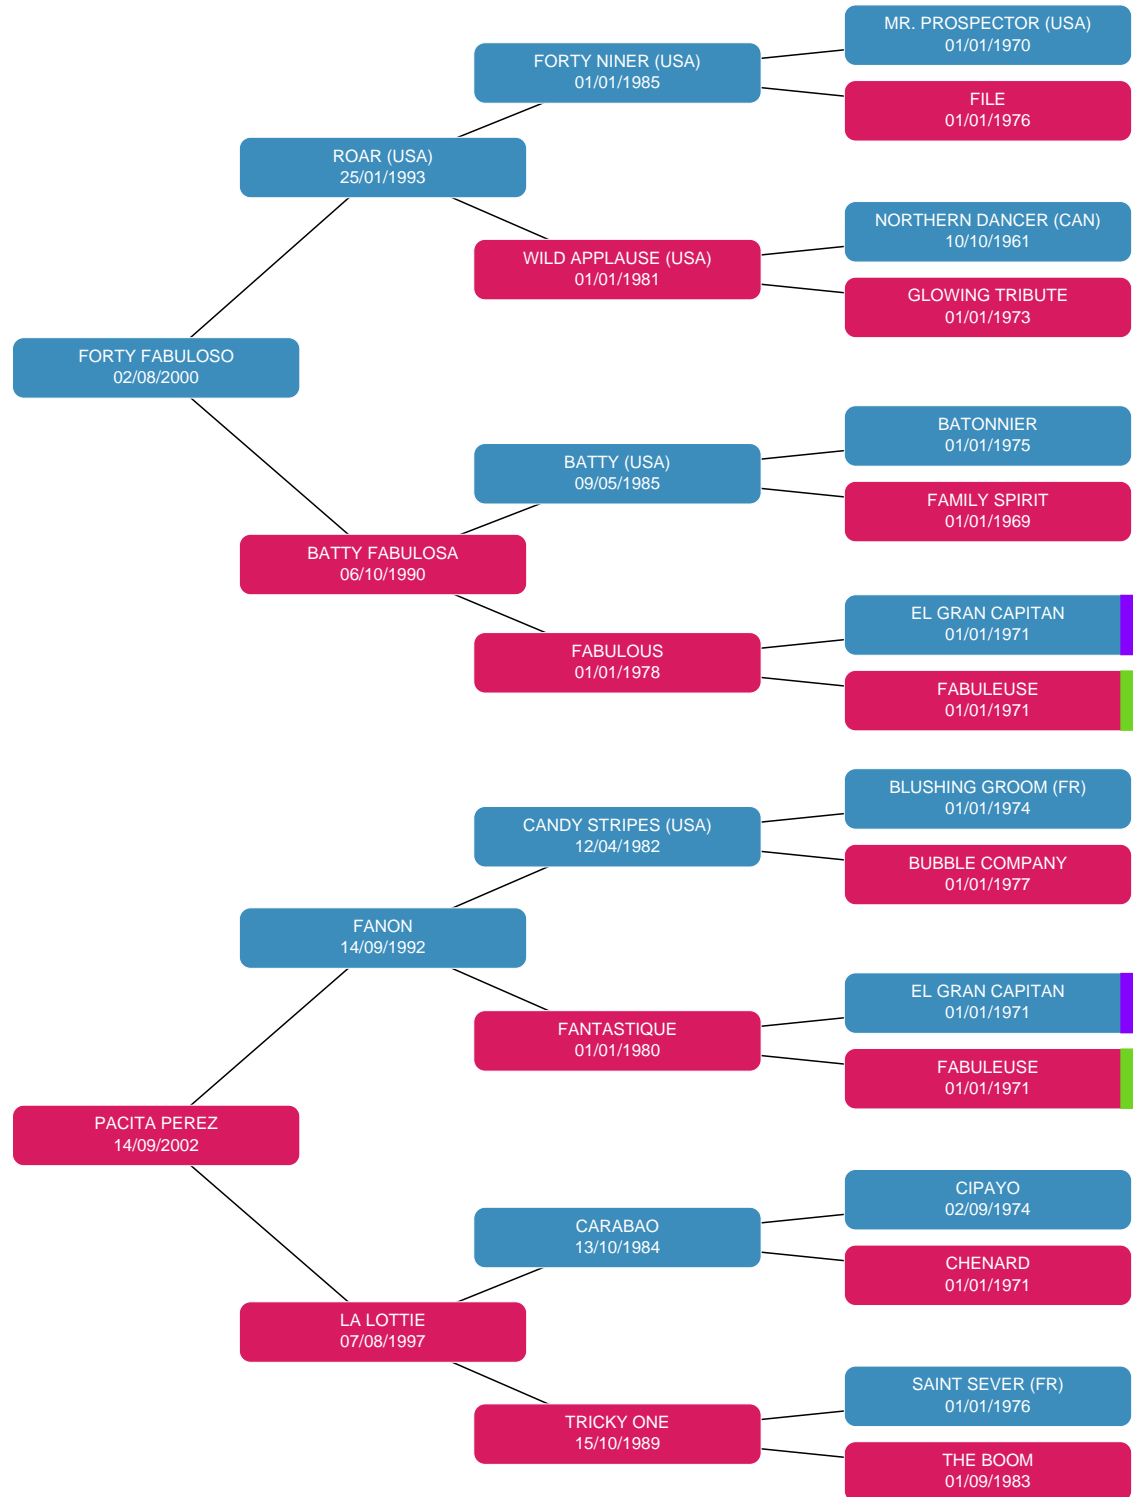 MR. PROSPECTOR (USA)
01/01/1970
FORTY NINER (USA)
01/01/1985
FILE
01/01/1976
ROAR (USA)
25/01/1993
NORTHERN DANCER (CAN)
10/10/1961
WILD APPLAUSE (USA)
01/01/1981
GLOWING TRIBUTE
01/01/1973
FORTY FABULOSO
02/08/2000
BATONNIER
01/01/1975
BATTY (USA)
09/05/1985
FAMILY SPIRIT
01/01/1969
BATTY FABULOSA
06/10/1990
EL GRAN CAPITAN
01/01/1971
FABULOUS
01/01/1978
FABULEUSE
01/01/1971
BLUSHING GROOM (FR)
01/01/1974
CANDY STRIPES (USA)
12/04/1982
BUBBLE COMPANY
01/01/1977
FANON
14/09/1992
EL GRAN CAPITAN
01/01/1971
FANTASTIQUE
01/01/1980
FABULEUSE
01/01/1971
PACITA PEREZ
14/09/2002
CIPAYO
02/09/1974
CARABAO
13/10/1984
CHENARD
01/01/1971
LA LOTTIE
07/08/1997
SAINT SEVER (FR)
01/01/1976
TRICKY ONE
15/10/1989
THE BOOM
01/09/1983